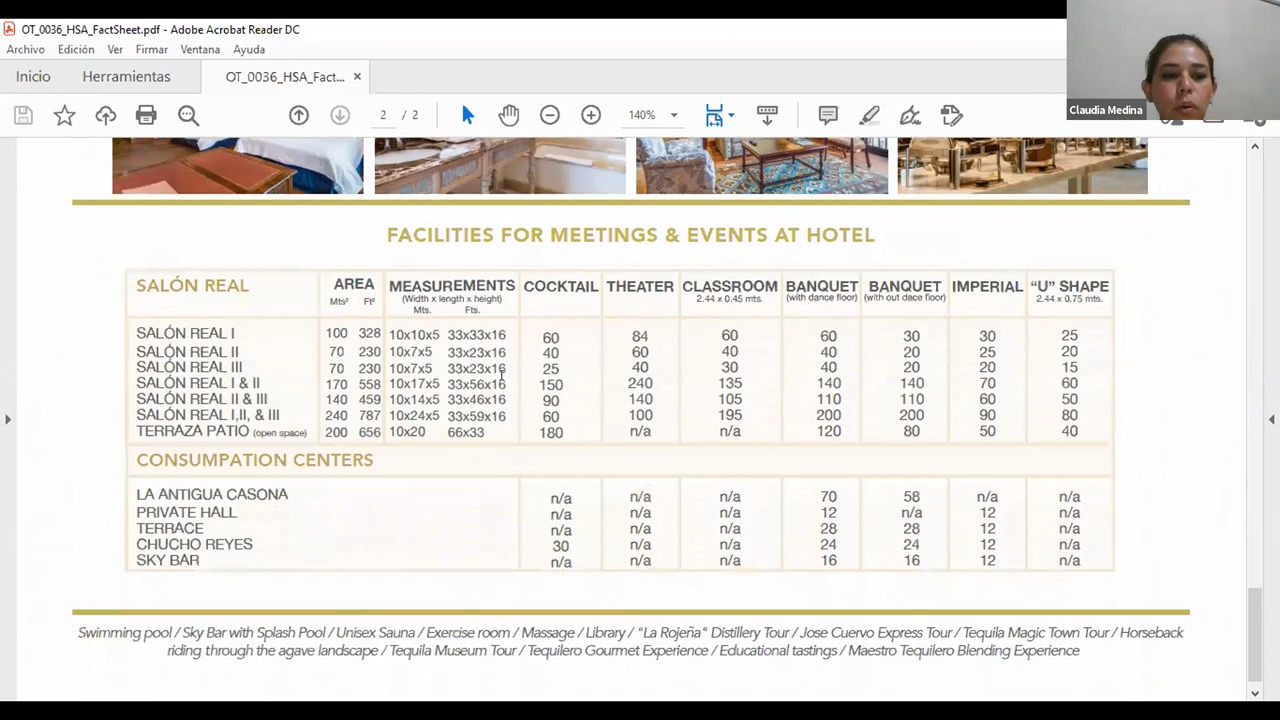 OT_0036_HSA_FactSheet.pdf - Adobe Acrobat Reader DC
Archivo Edición Ver Firmar Ventana Ayuda
Inicio Herramientas OT_0036_HSA_Fact... ×
2 / 2 140%
Claudia Medina
FACILITIES FOR MEETINGS & EVENTS AT HOTEL
SALÓN REAL AREA MEASUREMENTS COCKTAIL THEATER CLASSROOM BANQUET BANQUET IMPERIAL "U" SHAPE
Mts² Ft² (Width x length x height) 2.44 x 0.45 mts. (with dance floor) (with out dace floor) 2.44 x 0.75 mts.
Mts. Fts.
SALÓN REAL I 100 328 10x10x5 33x33x16 60 84 60 60 30 30 25
SALÓN REAL II 70 230 10x7x5 33x23x16 40 60 40 40 20 25 20
SALÓN REAL III 70 230 10x7x5 33x23x16 25 40 30 40 20 20 15
SALÓN REAL I & II 170 558 10x17x5 33x56x16 150 240 135 140 140 70 60
SALÓN REAL II & III 140 459 10x14x5 33x46x16 90 140 105 110 110 60 50
SALÓN REAL I,II, & III 240 787 10x24x5 33x59x16 60 100 195 200 200 90 80
TERRAZA PATIO (open space) 200 656 10x20 66x33 180 n/a n/a 120 80 50 40
CONSUMPATION CENTERS
LA ANTIGUA CASONA n/a n/a n/a 70 58 n/a n/a
PRIVATE HALL n/a n/a n/a 12 n/a 12 n/a
TERRACE n/a n/a n/a 28 28 12 n/a
CHUCHO REYES 30 n/a n/a 24 24 12 n/a
SKY BAR n/a n/a n/a 16 16 12 n/a
Swimming pool / Sky Bar with Splash Pool / Unisex Sauna / Exercise room / Massage / Library / "La Rojeña" Distillery Tour / Jose Cuervo Express Tour / Tequila Magic Town Tour / Horseback
riding through the agave landscape / Tequila Museum Tour / Tequilero Gourmet Experience / Educational tastings / Maestro Tequilero Blending Experience